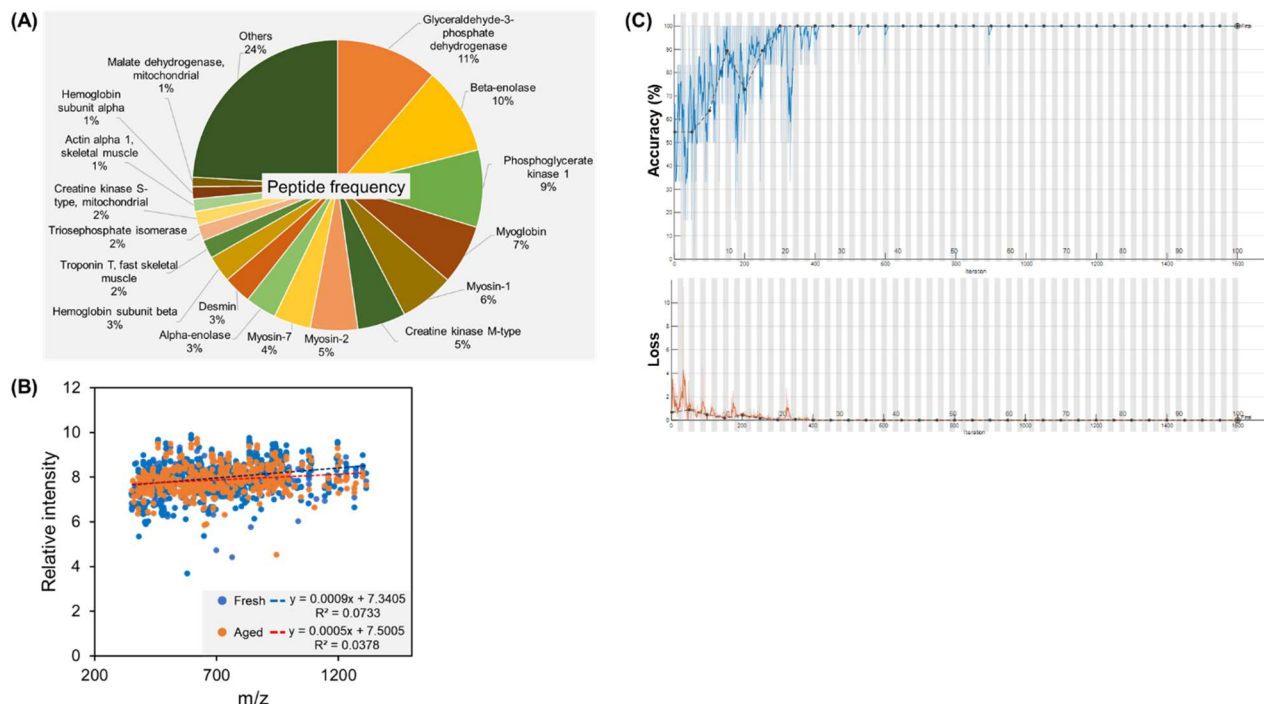 (A)
Glyceraldehyde-3-
phosphate
dehydrogenase
11%
Beta-enolase
10%
Phosphoglycerate
kinase 1
9%
Myoglobin
7%
Myosin-1
6%
Creatine kinase M-type
5%
Myosin-2
5%
Myosin-7
4%
Alpha-enolase
3%
Desmin
3%
Hemoglobin subunit beta
3%
Troponin T, fast skeletal
muscle
2%
Triosephosphate isomerase
2%
Creatine kinase S-
type, mitochondrial
2%
Actin alpha 1,
skeletal muscle
1%
Hemoglobin
subunit alpha
1%
Malate dehydrogenase,
mitochondrial
1%
Others
24%
Peptide frequency
(B)
Relative intensity
12
10
8
6
4
2
0
200
700
1200
m/z
Fresh
y = 0.0009x + 7.3405
R² = 0.0733
Aged
y = 0.0005x + 7.5005
R² = 0.0378
(C)
Accuracy (%)
100
90
80
70
60
50
40
30
20
10
0
10
20
30
40
50
60
70
80
90
100
0
200
400
600
800
1000
1200
1400
1600
Iteration
Final
Loss
10
8
6
4
2
0
10
20
30
40
50
60
70
80
90
100
0
200
400
600
800
1000
1200
1400
1600
Iteration
Final